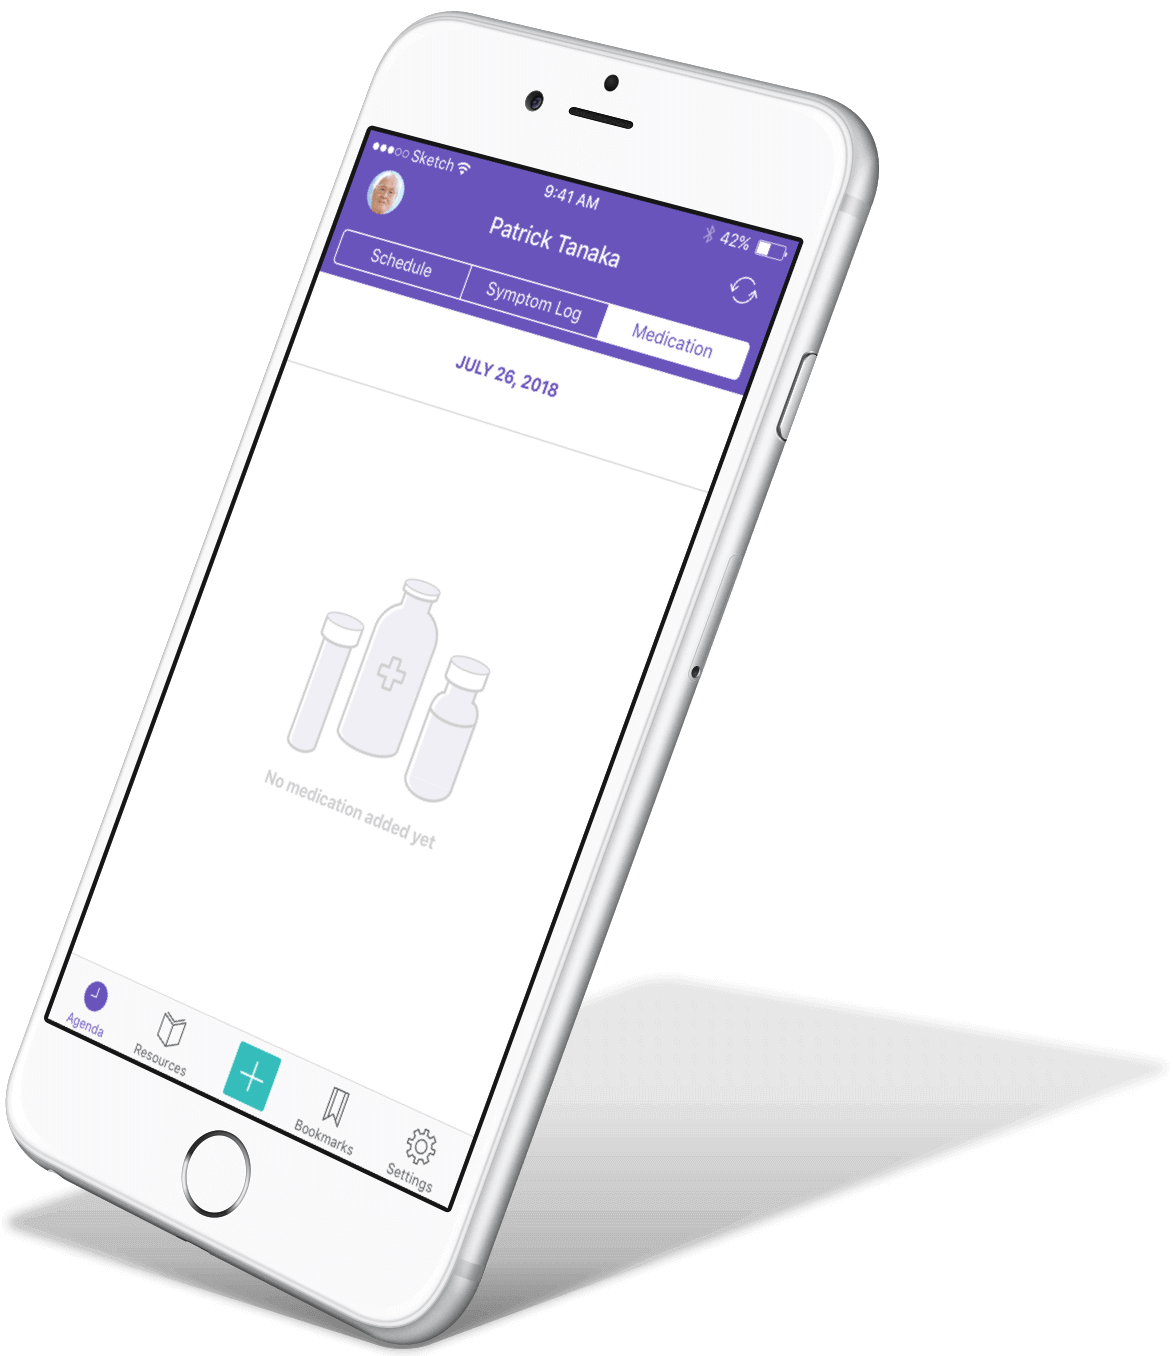 Sketch
9:41 AM
42%
Patrick Tanaka
Schedule
Symptom Log
Medication
JULY 26, 2018
No medication added yet
Agenda
Resources
Bookmarks
Settings